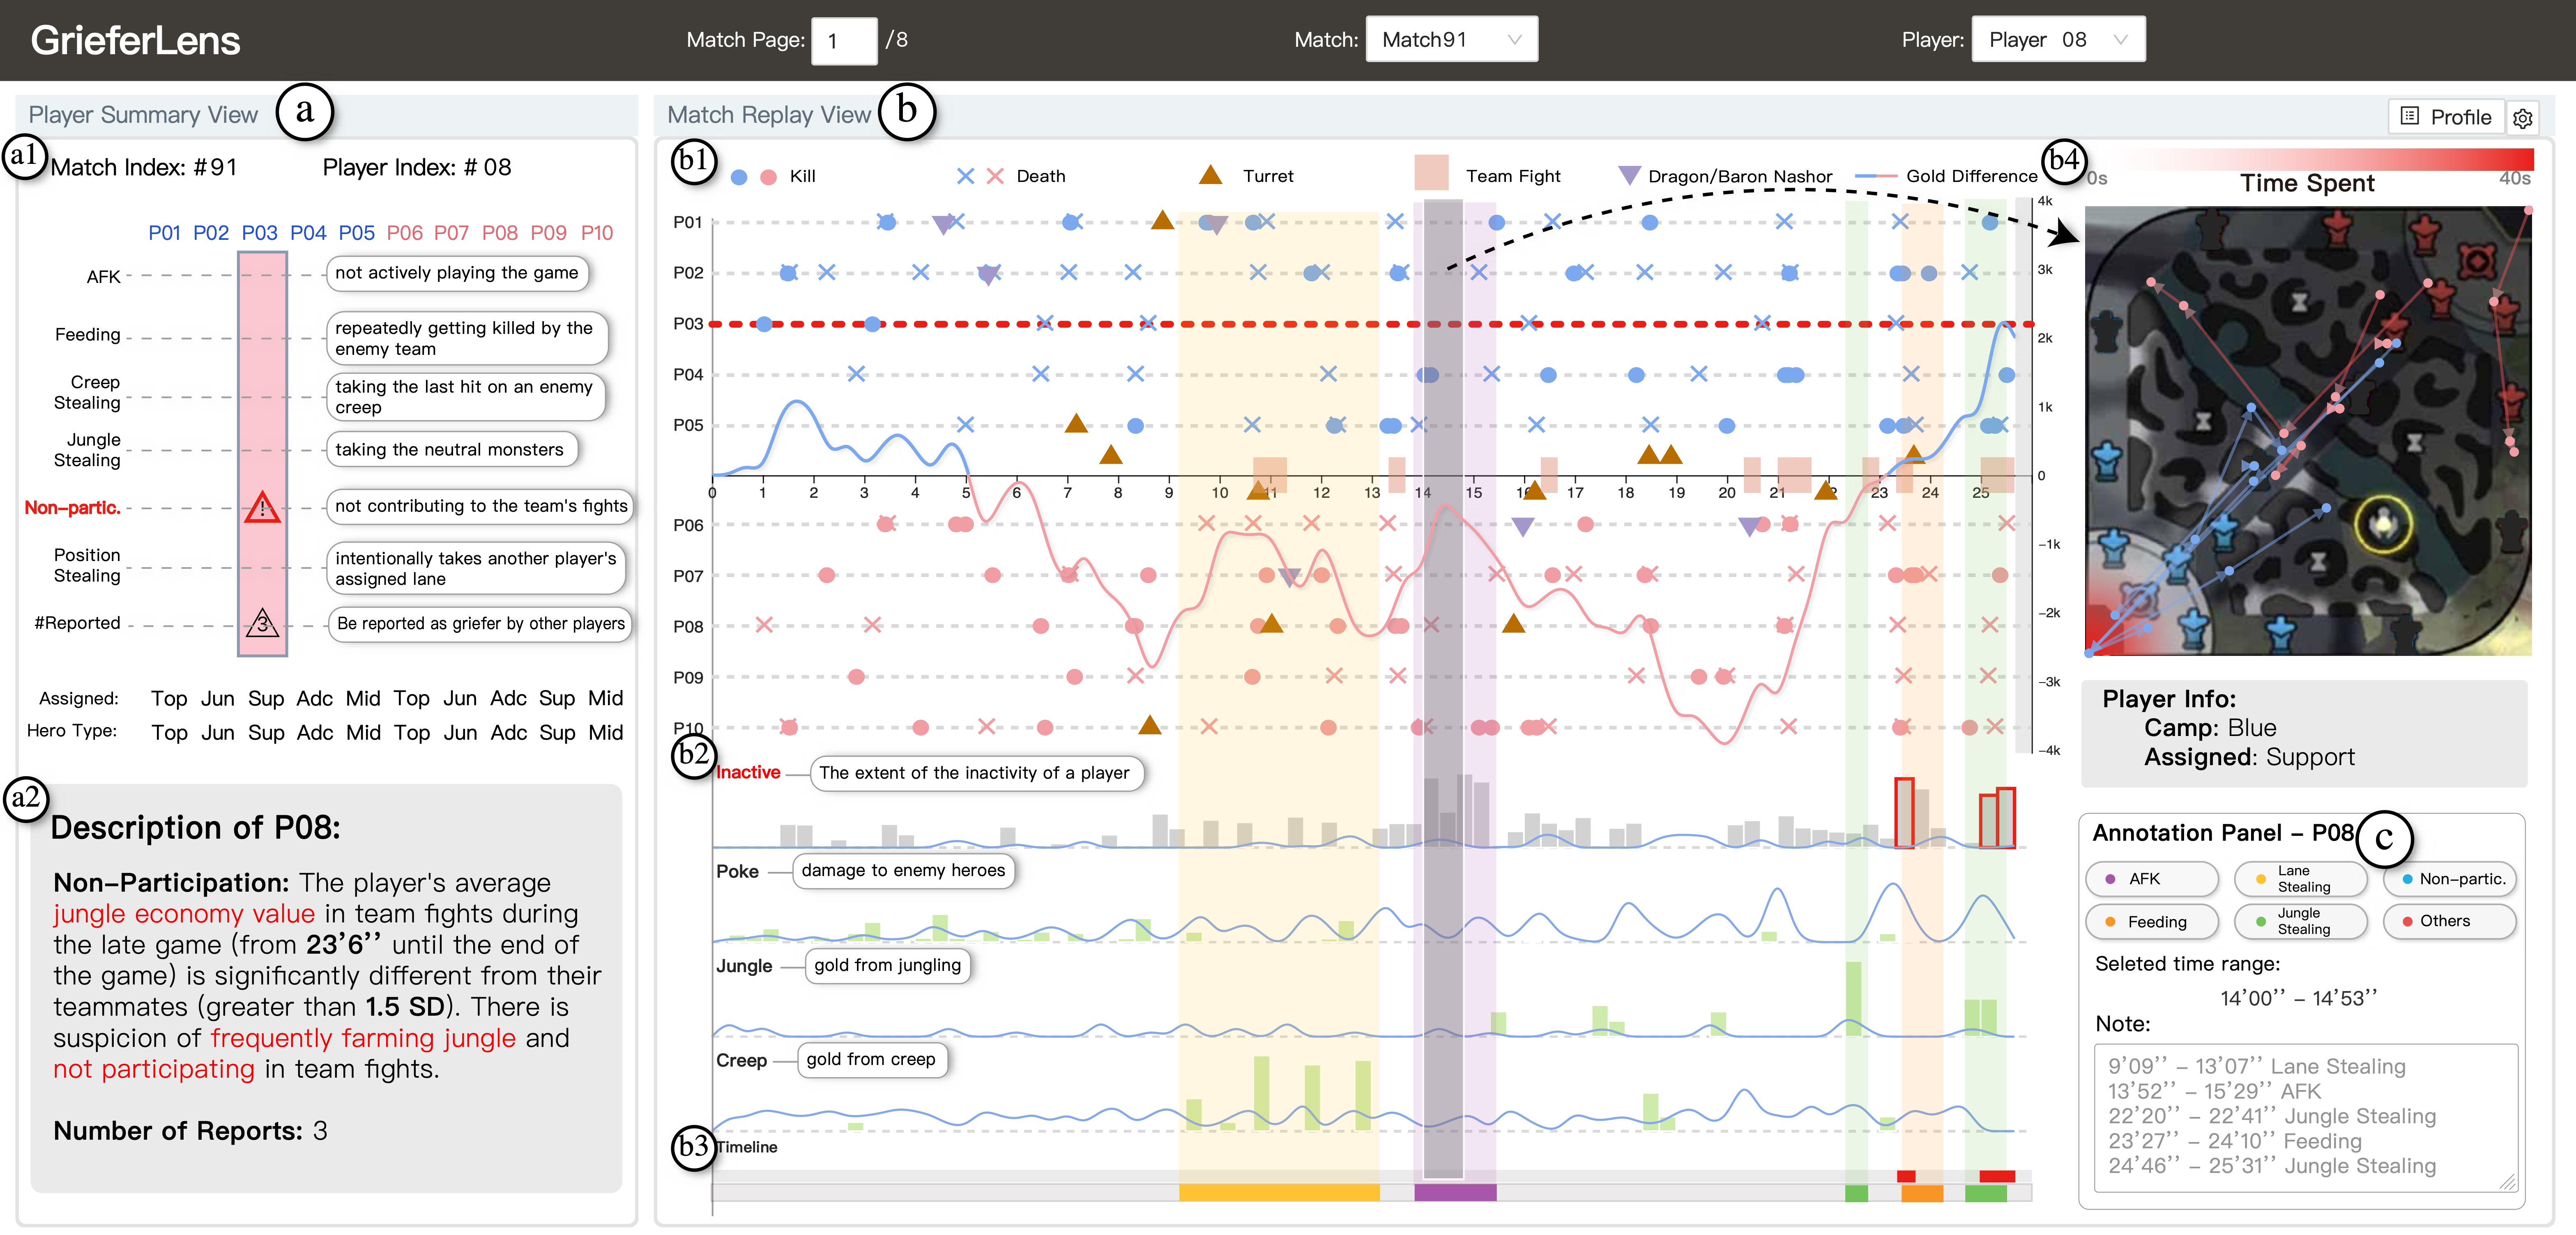 GrieferLens
Match Page: 1 /8
Match: Match91
Player: Player 08
Player Summary View
a
Match Replay View
b
Profile
a1
Match Index: #91
Player Index: # 08
P01 P02 P03 P04 P05 P06 P07 P08 P09 P10
AFK
not actively playing the game
Feeding
repeatedly getting killed by the
enemy team
Creep
Stealing
taking the last hit on an enemy
creep
Jungle
Stealing
taking the neutral monsters
Non-partic.
!
not contributing to the team's fights
Position
Stealing
intentionally takes another player's
assigned lane
#Reported
3
Be reported as griefer by other players
Assigned: Top Jun Sup Adc Mid Top Jun Adc Sup Mid
Hero Type: Top Jun Sup Adc Mid Top Jun Adc Sup Mid
a2
Description of P08:
Non-Participation: The player's average
jungle economy value in team fights during
the late game (from 23’6’’ until the end of
the game) is significantly different from their
teammates (greater than 1.5 SD). There is
suspicion of frequently farming jungle and
not participating in team fights.
Number of Reports: 3
b1
Kill
Death
Turret
Team Fight
Dragon/Baron Nashor
Gold Difference
P01
P02
P03
P04
P05
0 1 2 3 4 5 6 7 8 9 10 11 12 13 14 15 16 17 18 19 20 21 22 23 24 25
P06
P07
P08
P09
P10
4k
3k
2k
1k
0
-1k
-2k
-3k
-4k
b2
Inactive
The extent of the inactivity of a player
Poke
damage to enemy heroes
Jungle
gold from jungling
Creep
gold from creep
b3
Timeline
b4
0s
Time Spent
40s
Player Info:
Camp: Blue
Assigned: Support
Annotation Panel - P08
c
AFK
Lane
Stealing
Non-partic.
Feeding
Jungle
Stealing
Others
Seleted time range:
14’00’’ - 14’53’’
Note:
9’09’’ - 13’07’’ Lane Stealing
13’52’’ - 15’29’’ AFK
22’20’’ - 22’41’’ Jungle Stealing
23’27’’ - 24’10’’ Feeding
24’46’’ - 25’31’’ Jungle Stealing